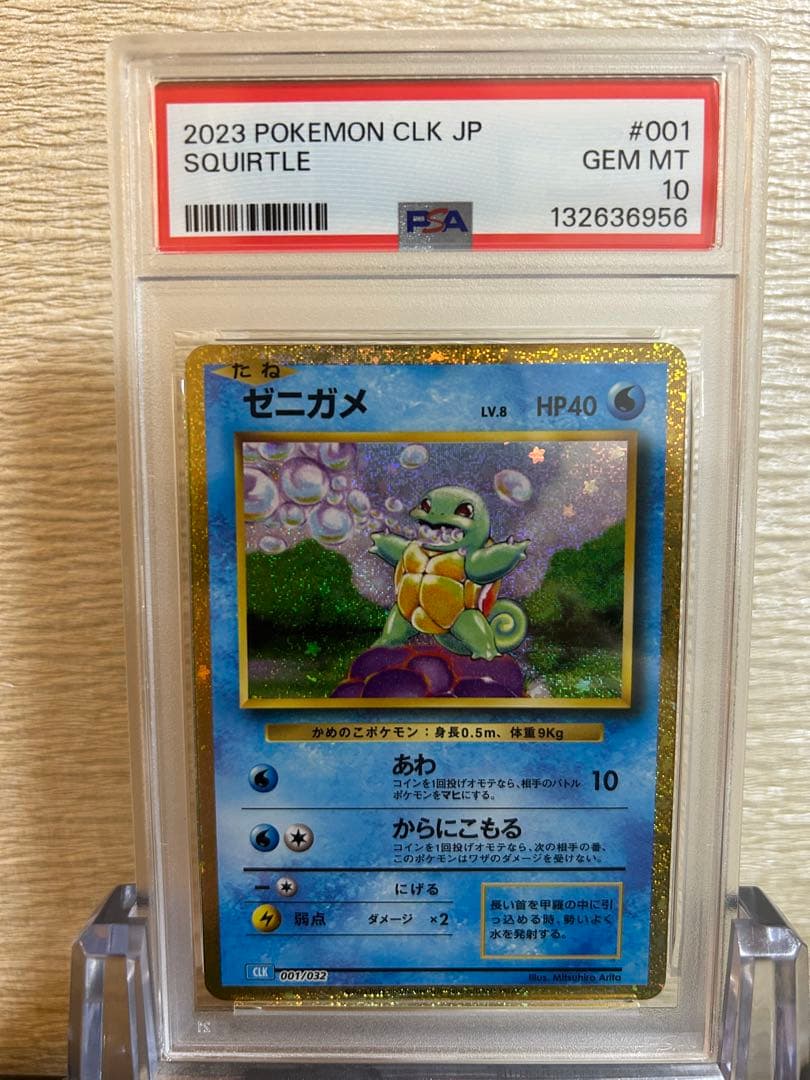 2023 POKEMON CLK JP #001
SQUIRTLE GEM MT
10
PSA 132636956
たね
ゼニガメ LV.8 HP40
かめのこポケモン：身長0.5m、体重9Kg
あわ 10
コインを1回投げオモテなら、相手のバトル
ポケモンをマヒにする。
からにこもる
コインを1回投げオモテなら、次の相手の番、
このポケモンはワザのダメージを受けない。
にげる
弱点 ダメージ ×2
長い首を甲羅の中に引
っ込める時、勢いよく
水を発射する。
CLK 001/032
Illus. Mitsuhiro Arita